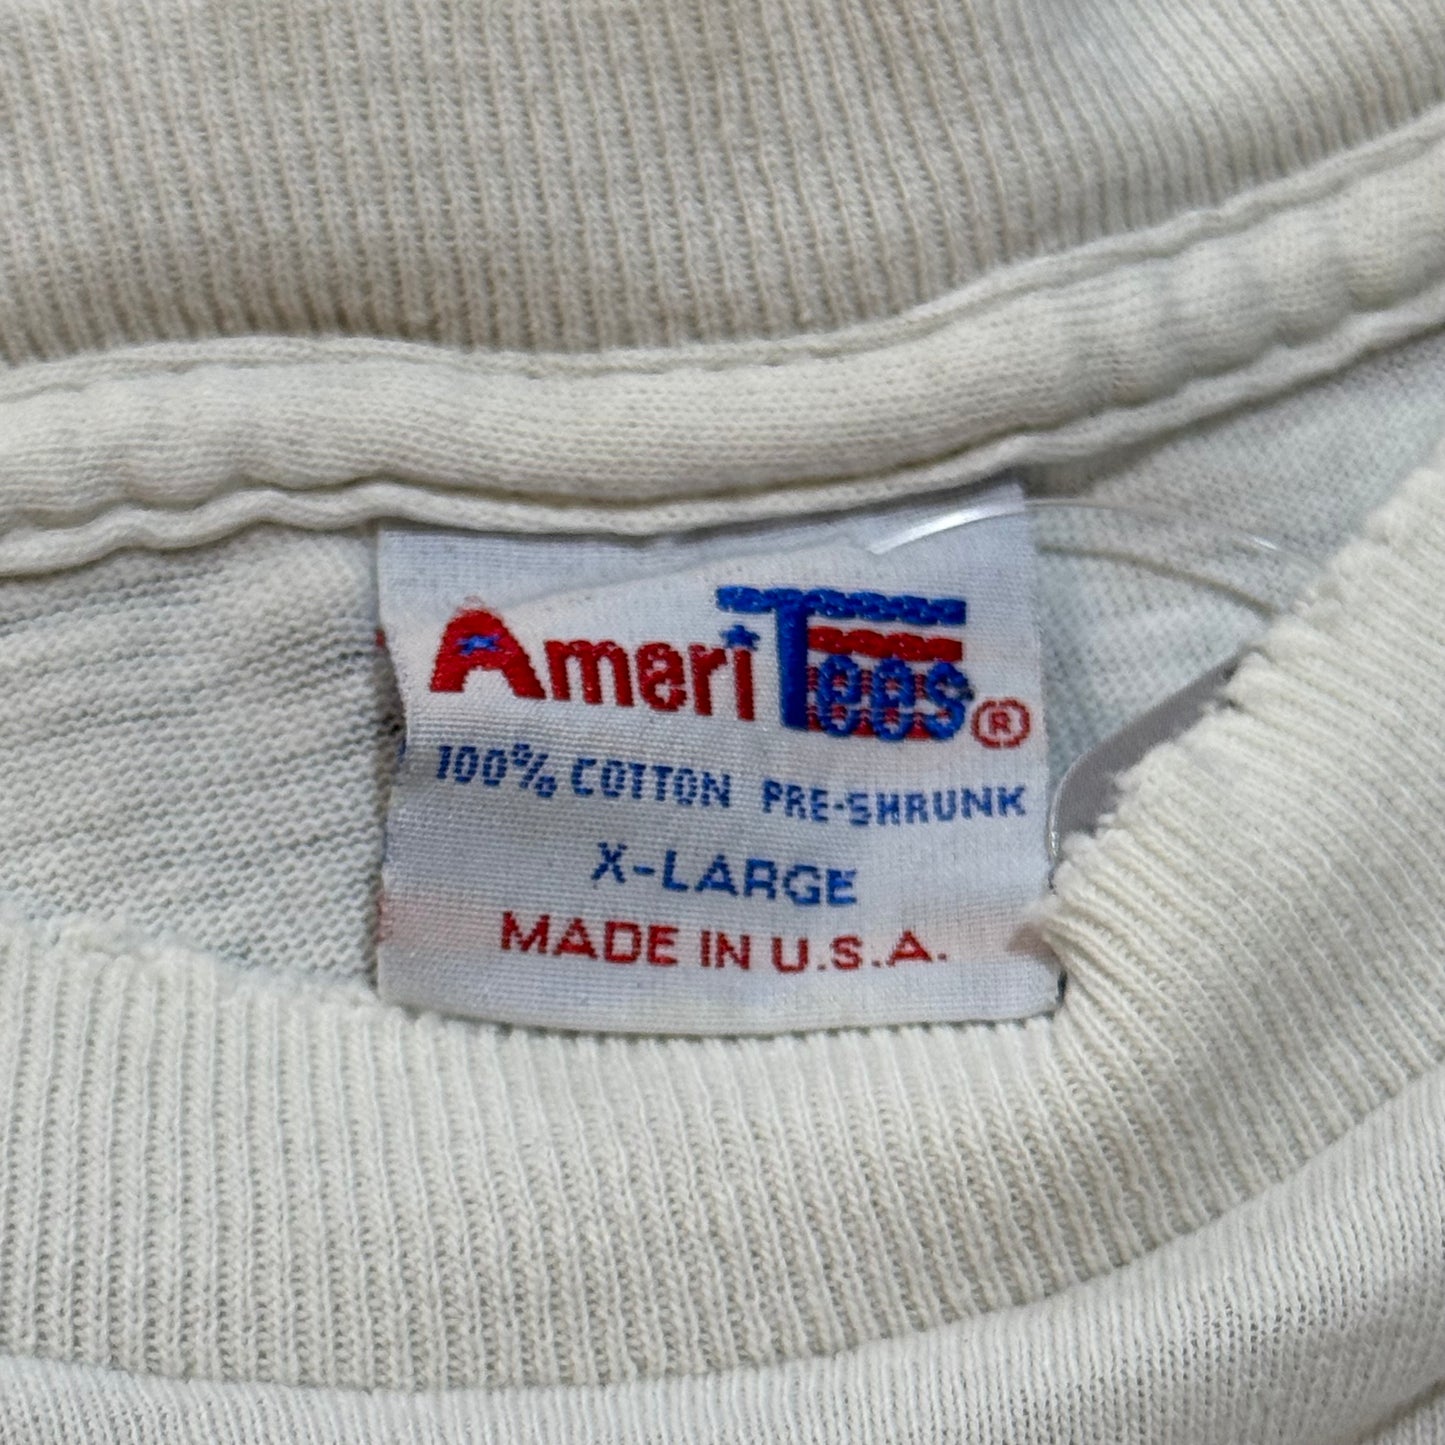 AmeriTees®
100% COTTON PRE-SHRUNK
X-LARGE
MADE IN U.S.A.